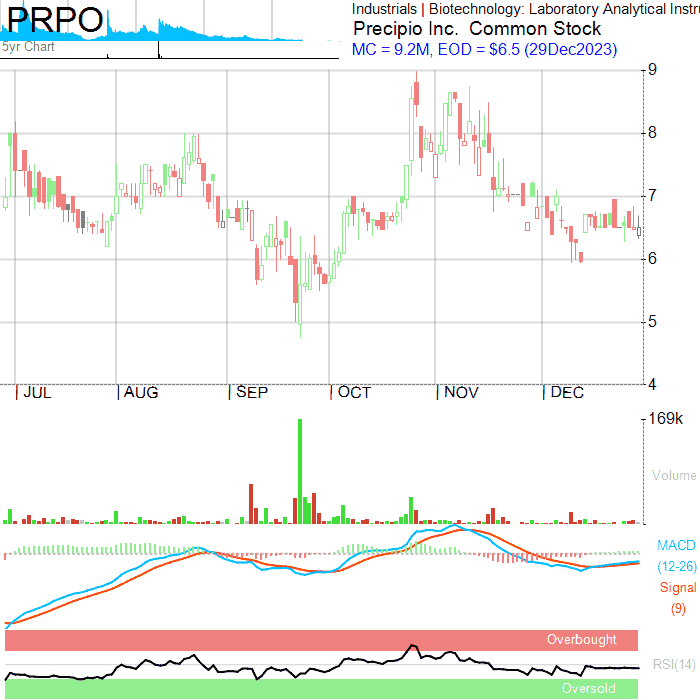 PRPO
5yr Chart
Industrials | Biotechnology: Laboratory Analytical Instru
Precipio Inc. Common Stock
MC = 9.2M, EOD = $6.5 (29Dec2023)
9
8
7
6
5
4
JUL AUG SEP OCT NOV DEC
169k
Volume
MACD
(12-26)
Signal
(9)
Overbought
RSI(14)
Oversold